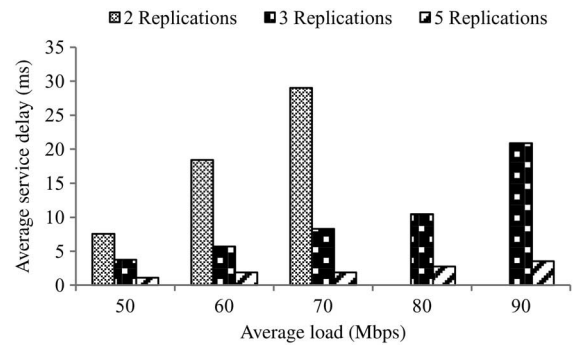 2 Replications 3 Replications 5 Replications
Average service delay (ms)
35
30
25
20
15
10
5
0
50 60 70 80 90
Average load (Mbps)